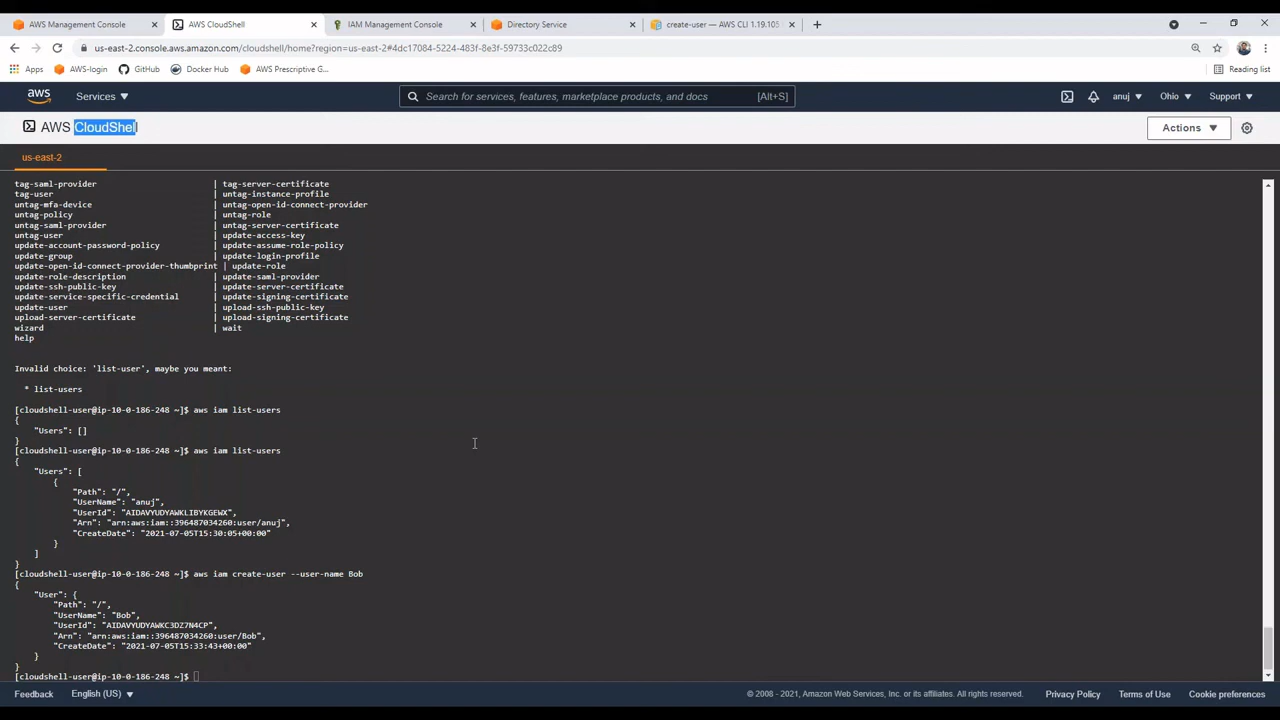 AWS Management Console
AWS CloudShell
IAM Management Console
Directory Service
create-user — AWS CLI 1.19.105
us-east-2.console.aws.amazon.com/cloudshell/home?region=us-east-2#4dc17084-5224-483f-8e3f-59733c022c89
Apps
AWS-login
GitHub
Docker Hub
AWS Prescriptive G...
Reading list
aws
Services
Search for services, features, marketplace products, and docs
[Alt+S]
anuj
Ohio
Support
AWS CloudShell
Actions
us-east-2
tag-saml-provider | tag-server-certificate
tag-user | untag-instance-profile
untag-mfa-device | untag-open-id-connect-provider
untag-policy | untag-role
untag-saml-provider | untag-server-certificate
untag-user | update-access-key
update-account-password-policy | update-assume-role-policy
update-group | update-login-profile
update-open-id-connect-provider-thumbprint | update-role
update-role-description | update-saml-provider
update-ssh-public-key | update-server-certificate
update-service-specific-credential | update-signing-certificate
update-user | upload-ssh-public-key
upload-server-certificate | upload-signing-certificate
wizard | wait
help
Invalid choice: 'list-user', maybe you meant:
* list-users
[cloudshell-user@ip-10-0-186-248 ~]$ aws iam list-users
{
"Users": []
}
[cloudshell-user@ip-10-0-186-248 ~]$ aws iam list-users
{
"Users": [
{
"Path": "/",
"UserName": "anuj",
"UserId": "AIDAVYUDYAWKLIBYKGEWX",
"Arn": "arn:aws:iam::396487034260:user/anuj",
"CreateDate": "2021-07-05T15:30:05+00:00"
}
]
}
[cloudshell-user@ip-10-0-186-248 ~]$ aws iam create-user --user-name Bob
{
"User": {
"Path": "/",
"UserName": "Bob",
"UserId": "AIDAVYUDYAWKC3DZ7N4CP",
"Arn": "arn:aws:iam::396487034260:user/Bob",
"CreateDate": "2021-07-05T15:33:43+00:00"
}
}
[cloudshell-user@ip-10-0-186-248 ~]$
Feedback
English (US)
© 2008 - 2021, Amazon Web Services, Inc. or its affiliates. All rights reserved.
Privacy Policy
Terms of Use
Cookie preferences